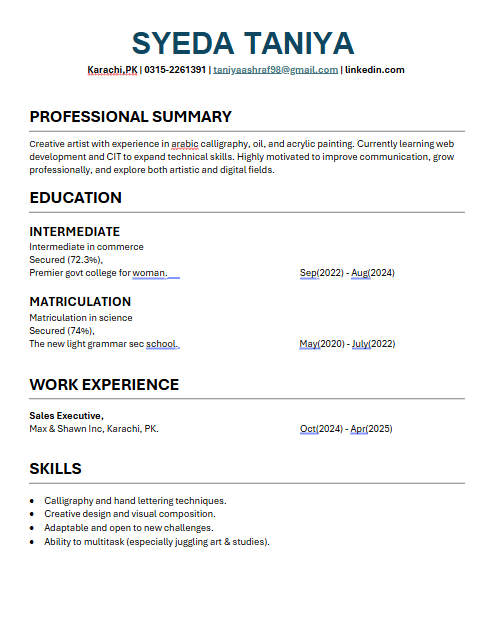 SYEDA TANIYA
Karachi,PK | 0315-2261391 | taniyaashraf98@gmail.com | linkedin.com
PROFESSIONAL SUMMARY
Creative artist with experience in arabic calligraphy, oil, and acrylic painting. Currently learning web
development and CIT to expand technical skills. Highly motivated to improve communication, grow
professionally, and explore both artistic and digital fields.
EDUCATION
INTERMEDIATE
Intermediate in commerce
Secured (72.3%),
Premier govt college for woman. Sep(2022) - Aug(2024)
MATRICULATION
Matriculation in science
Secured (74%),
The new light grammar sec school. May(2020) - July(2022)
WORK EXPERIENCE
Sales Executive,
Max & Shawn Inc, Karachi, PK. Oct(2024) - Apr(2025)
SKILLS
• Calligraphy and hand lettering techniques.
• Creative design and visual composition.
• Adaptable and open to new challenges.
• Ability to multitask (especially juggling art & studies).